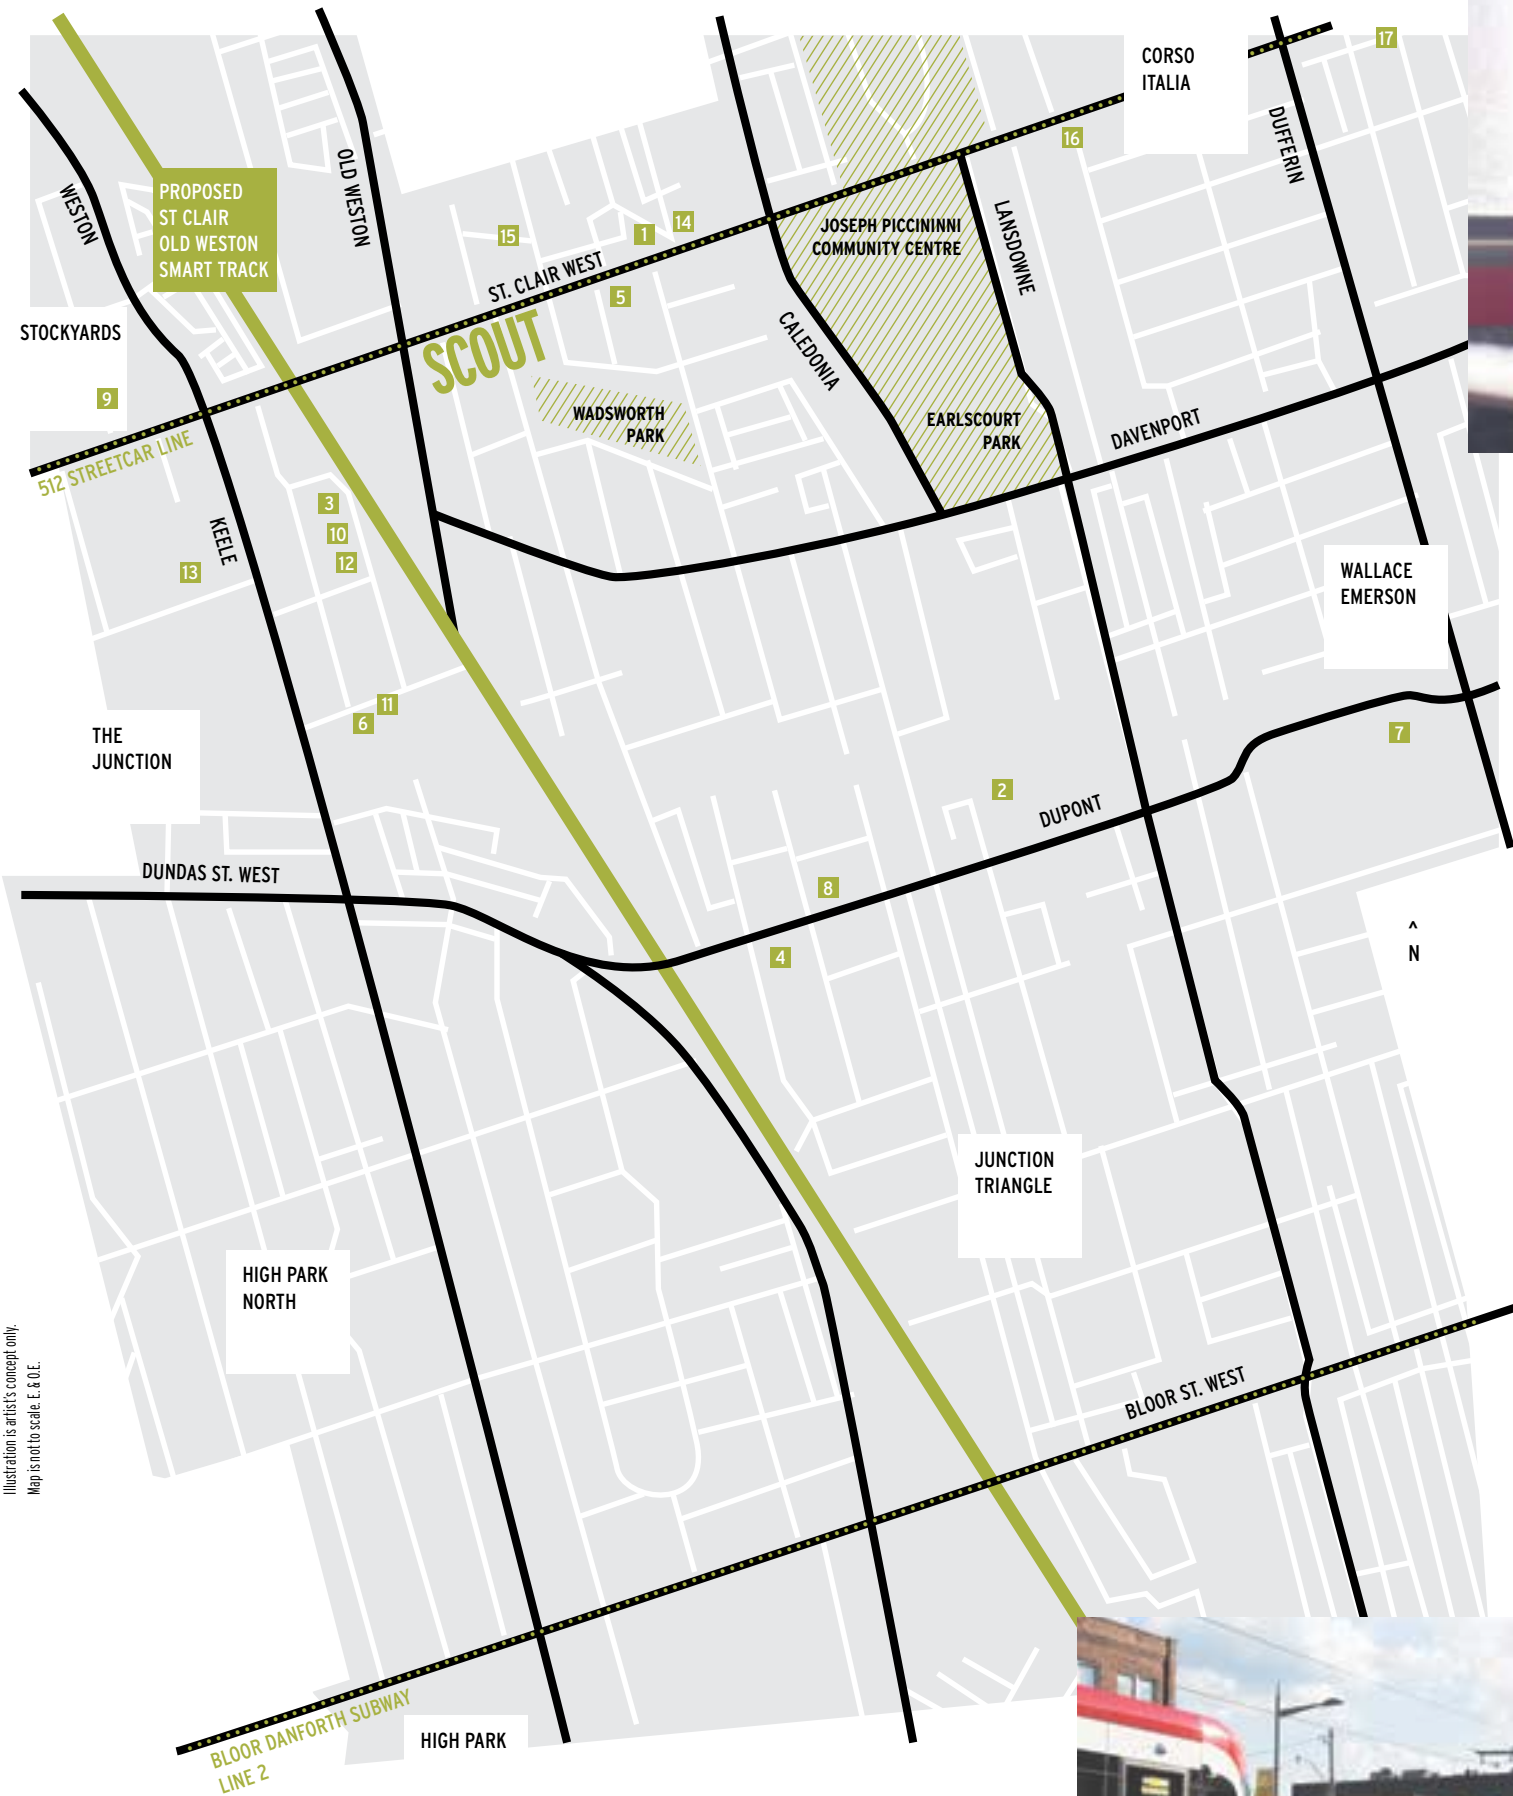 17
CORSO
ITALIA
DUFFERIN
16
OLD WESTON
WESTON
PROPOSED
ST CLAIR
OLD WESTON
SMART TRACK
LANSDOWNE
14
1
15
JOSEPH PICCININNI
COMMUNITY CENTRE
ST. CLAIR WEST
5
STOCKYARDS
SCOUT
CALEDONIA
9
WADSWORTH
PARK
EARLSCOURT
PARK
DAVENPORT
512 STREETCAR LINE
3
10
12
KEELE
13
WALLACE
EMERSON
11
6
THE
JUNCTION
7
2
DUPONT
DUNDAS ST. WEST
8
4
^
N
JUNCTION
TRIANGLE
HIGH PARK
NORTH
Illustration is artist's concept only.
Map is not to scale. E. & O.E.
BLOOR ST. WEST
BLOOR DANFORTH SUBWAY
LINE 2
HIGH PARK